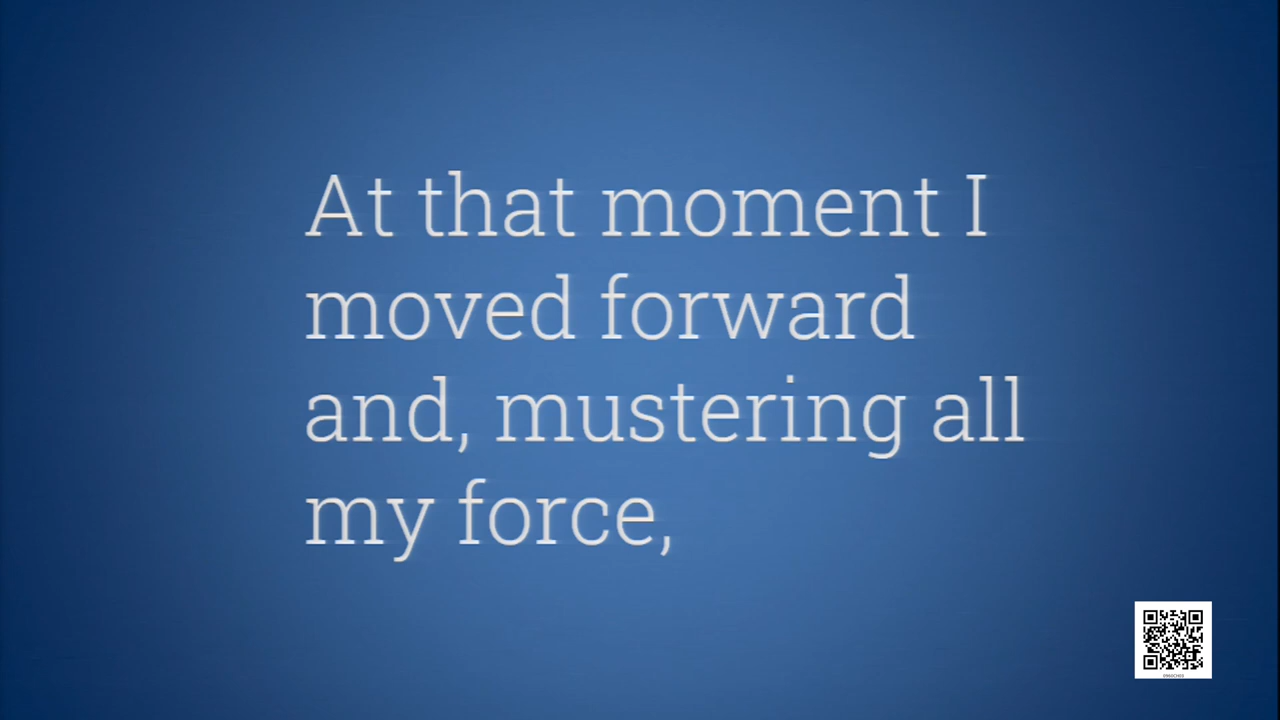 At that moment I
moved forward
and, mustering all
my force,